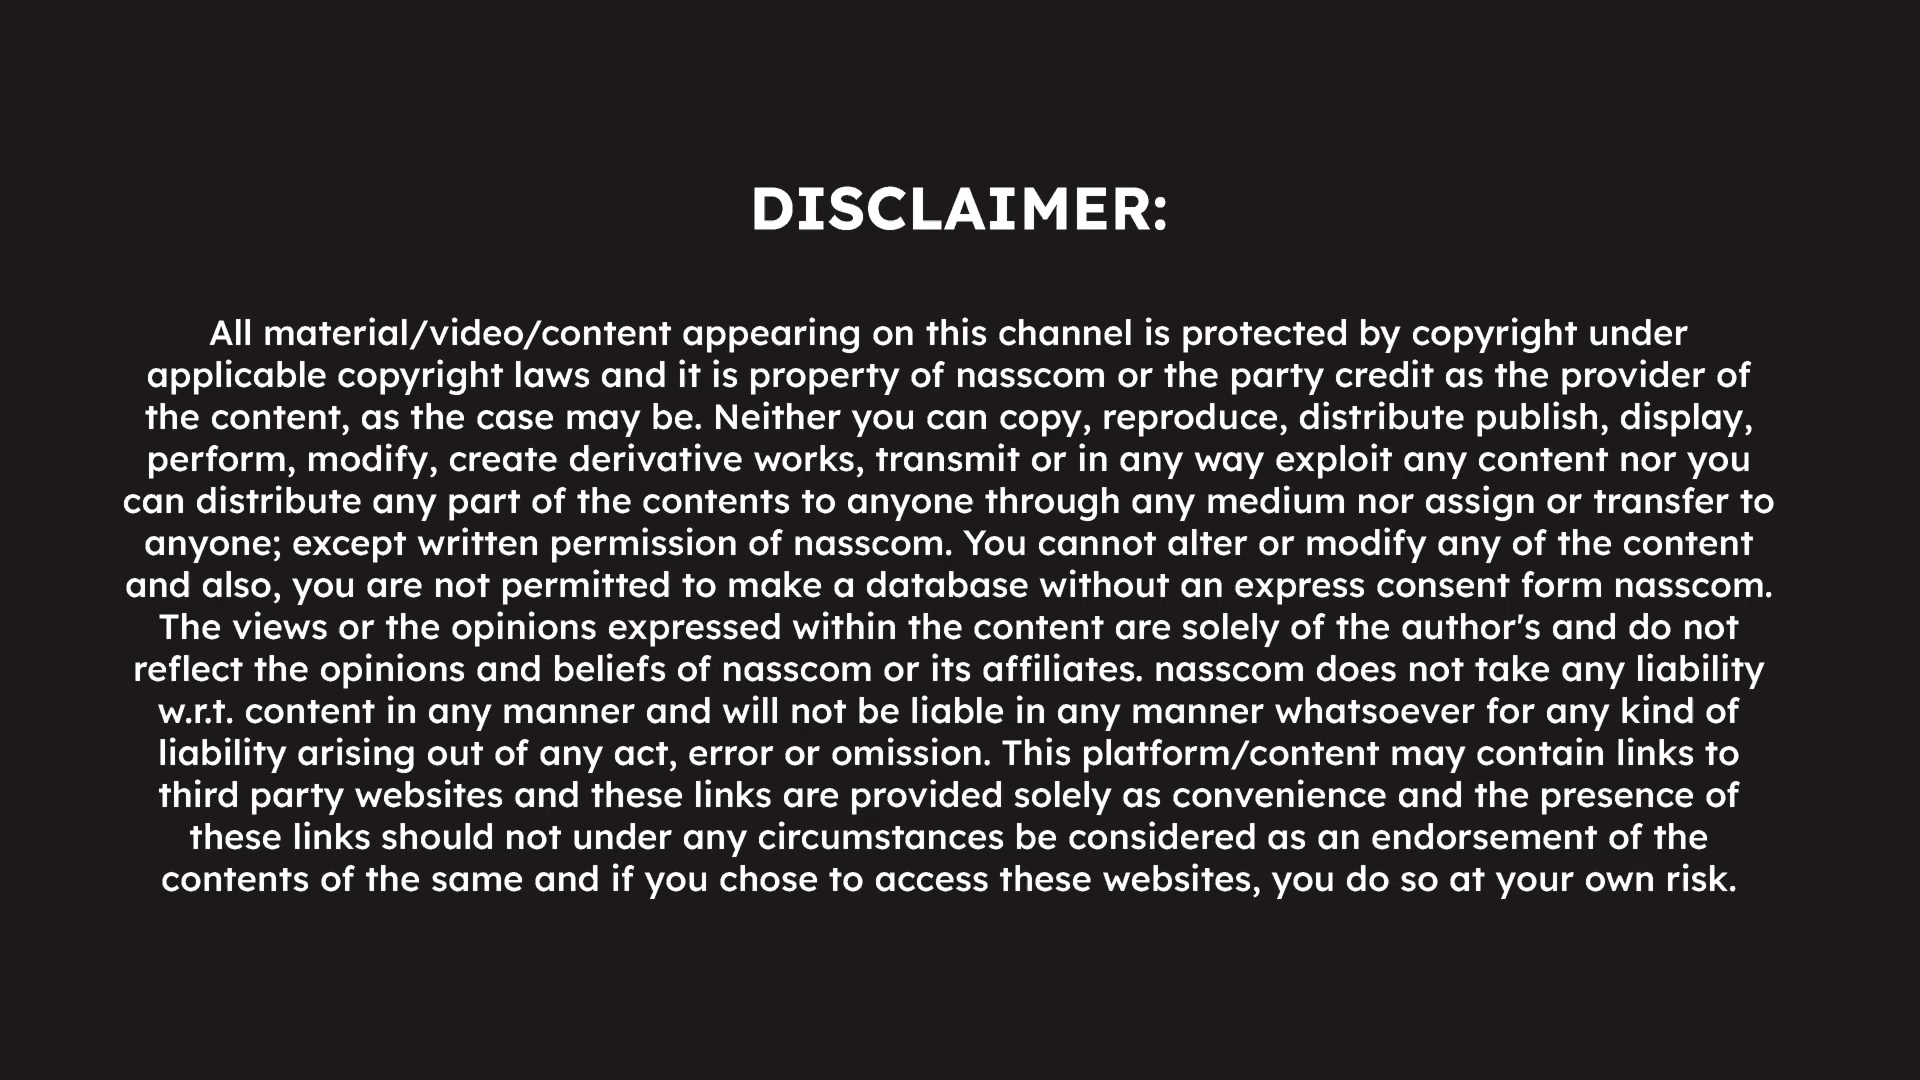 DISCLAIMER:
All material/video/content appearing on this channel is protected by copyright under
applicable copyright laws and it is property of nasscom or the party credit as the provider of
the content, as the case may be. Neither you can copy, reproduce, distribute publish, display,
perform, modify, create derivative works, transmit or in any way exploit any content nor you
can distribute any part of the contents to anyone through any medium nor assign or transfer to
anyone; except written permission of nasscom. You cannot alter or modify any of the content
and also, you are not permitted to make a database without an express consent form nasscom.
The views or the opinions expressed within the content are solely of the author's and do not
reflect the opinions and beliefs of nasscom or its affiliates. nasscom does not take any liability
w.r.t. content in any manner and will not be liable in any manner whatsoever for any kind of
liability arising out of any act, error or omission. This platform/content may contain links to
third party websites and these links are provided solely as convenience and the presence of
these links should not under any circumstances be considered as an endorsement of the
contents of the same and if you chose to access these websites, you do so at your own risk.